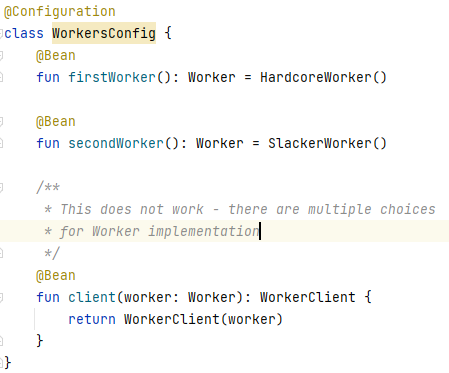 @Configuration
class WorkersConfig {
    @Bean
    fun firstWorker(): Worker = HardcoreWorker()

    @Bean
    fun secondWorker(): Worker = SlackerWorker()

    /**
     * This does not work - there are multiple choices
     * for Worker implementation
     */
    @Bean
    fun client(worker: Worker): WorkerClient {
        return WorkerClient(worker)
    }
}